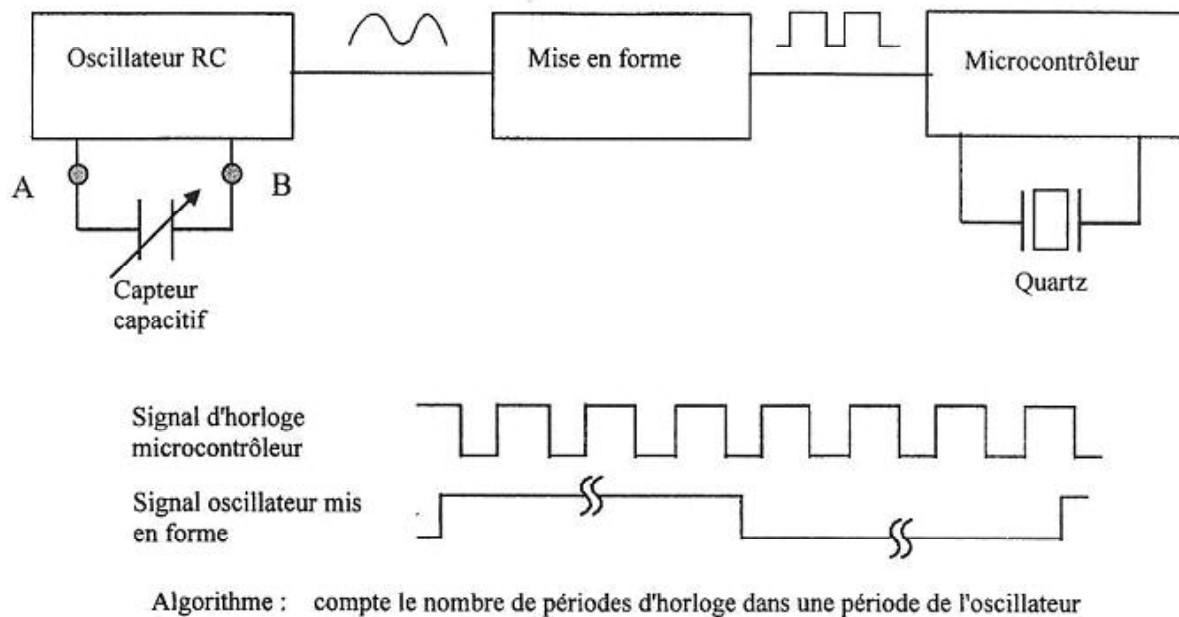 Oscillateur RC
Mise en forme
Microcontrôleur
A
B
Capteur
capacitif
Quartz
Signal d'horloge
microcontrôleur
Signal oscillateur mis
en forme
Algorithme : compte le nombre de périodes d'horloge dans une période de l'oscillateur